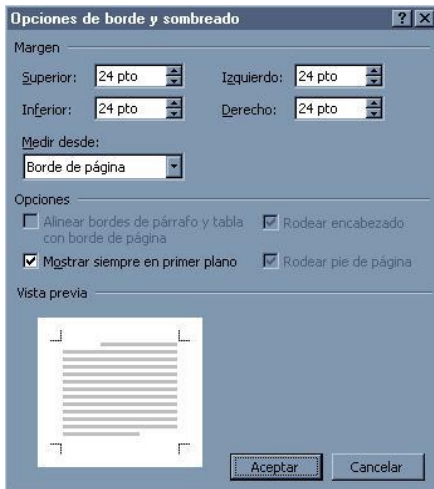 Opciones de borde y sombreado
Margen
Superior: 24 pto Izquierdo: 24 pto
Inferior: 24 pto Derecho: 24 pto
Medir desde:
Borde de página
Opciones
Alinear bordes de párrafo y tabla Rodear encabezado
con borde de página
Mostrar siempre en primer plano Rodear pie de página
Vista previa
Aceptar Cancelar